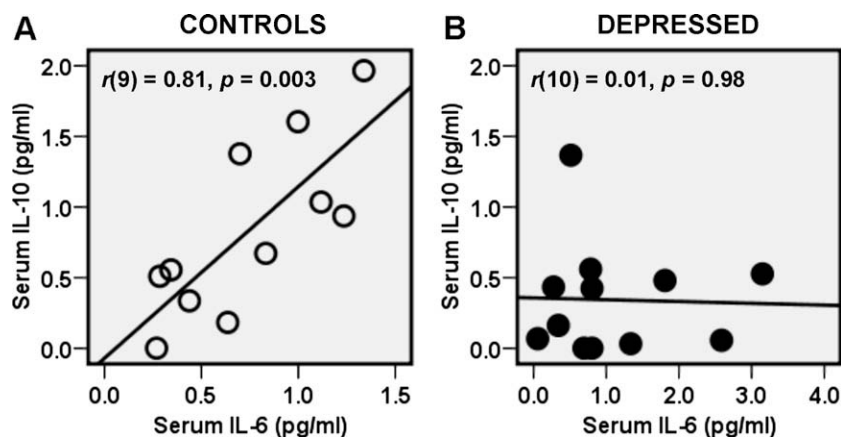 A
CONTROLS
r(9) = 0.81, p = 0.003
Serum IL-10 (pg/ml)
2.0
1.5
1.0
0.5
0.0
0.0 0.5 1.0 1.5
Serum IL-6 (pg/ml)
B
DEPRESSED
r(10) = 0.01, p = 0.98
Serum IL-10 (pg/ml)
2.0
1.5
1.0
0.5
0.0
0.0 1.0 2.0 3.0 4.0
Serum IL-6 (pg/ml)